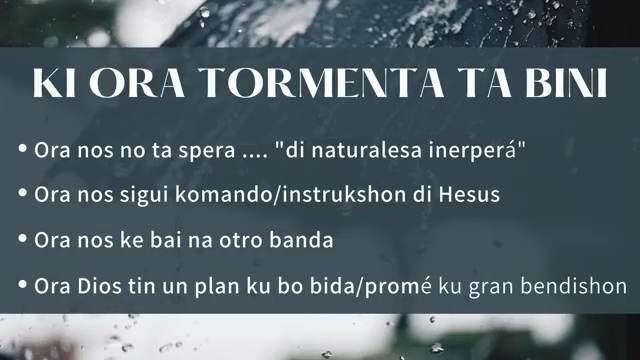 KI ORA TORMENTA TA BINI
• Ora nos no ta spera .... "di naturalesa inerperá"
• Ora nos sigui komando/instrukshon di Hesus
• Ora nos ke bai na otro banda
• Ora Dios tin un plan ku bo bida/promé ku gran bendishon